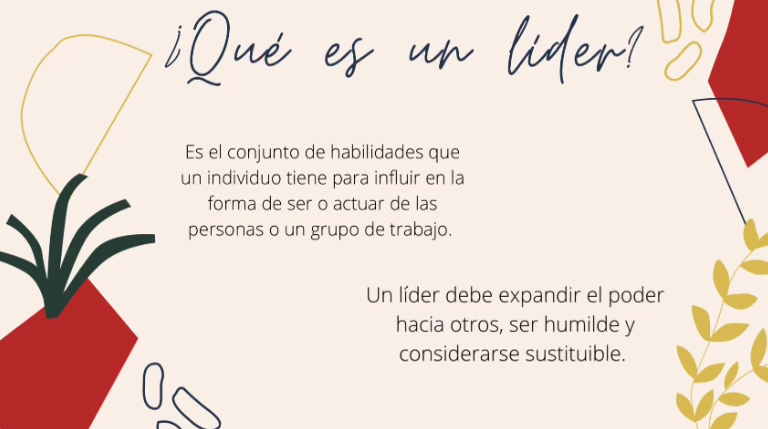 ¿Qué es un líder?
Es el conjunto de habilidades que
un individuo tiene para influir en la
forma de ser o actuar de las
personas o un grupo de trabajo.
Un líder debe expandir el poder
hacia otros, ser humilde y
considerarse sustituible.